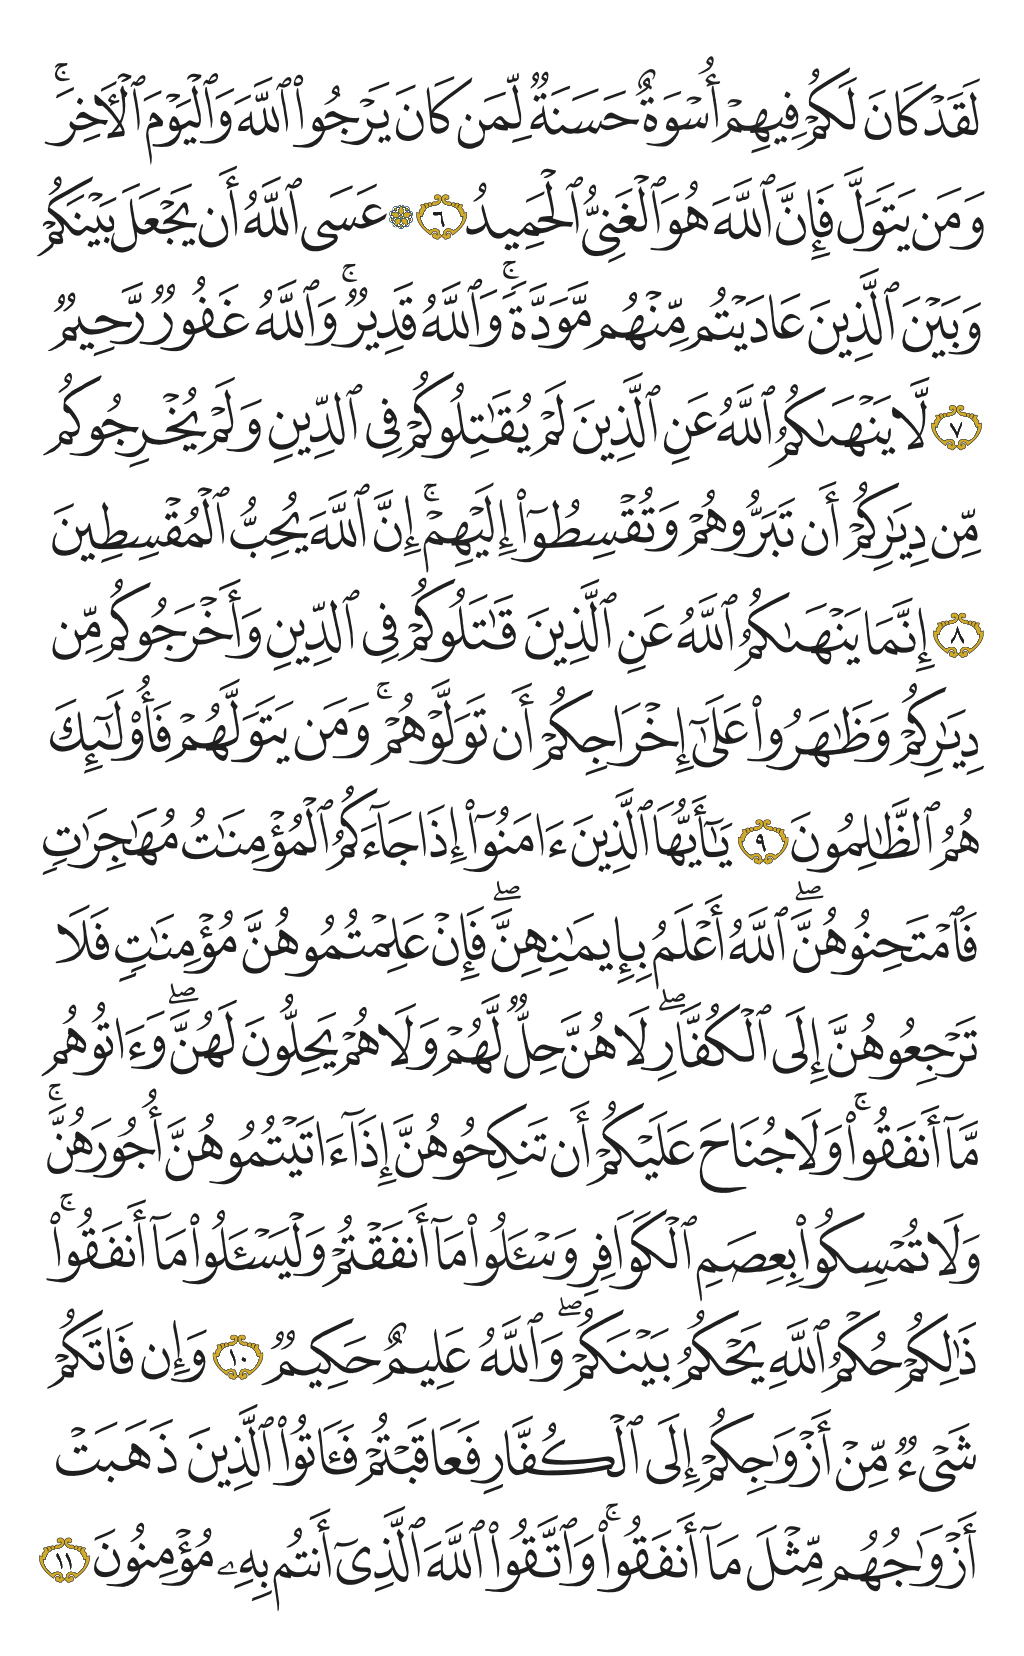 لَقَدْ كَانَ لَكُمْ فِيهِمْ أُسْوَةٌ حَسَنَةٌ لِّمَن كَانَ يَرْجُوا۟ ٱللَّهَ وَٱلْيَوْمَ ٱلْـَٔاخِرَ ۚ
وَمَن يَتَوَلَّ فَإِنَّ ٱللَّهَ هُوَ ٱلْغَنِىُّ ٱلْحَمِيدُ ٦ ۞ عَسَى ٱللَّهُ أَن يَجْعَلَ بَيْنَكُمْ
وَبَيْنَ ٱلَّذِينَ عَادَيْتُم مِّنْهُم مَّوَدَّةً ۚ وَٱللَّهُ قَدِيرٌ ۚ وَٱللَّهُ غَفُورٌ رَّحِيمٌ
٧ لَّا يَنْهَىٰكُمُ ٱللَّهُ عَنِ ٱلَّذِينَ لَمْ يُقَـٰتِلُوكُمْ فِى ٱلدِّينِ وَلَمْ يُخْرِجُوكُم
مِّن دِيَـٰرِكُمْ أَن تَبَرُّوهُمْ وَتُقْسِطُوٓا۟ إِلَيْهِمْ ۚ إِنَّ ٱللَّهَ يُحِبُّ ٱلْمُقْسِطِينَ
٨ إِنَّمَا يَنْهَىٰكُمُ ٱللَّهُ عَنِ ٱلَّذِينَ قَـٰتَلُوكُمْ فِى ٱلدِّينِ وَأَخْرَجُوكُم مِّن
دِيَـٰرِكُمْ وَظَـٰهَرُوا۟ عَلَىٰٓ إِخْرَاجِكُمْ أَن تَوَلَّوْهُمْ ۚ وَمَن يَتَوَلَّهُمْ فَأُو۟لَـٰٓئِكَ
هُمُ ٱلظَّـٰلِمُونَ ٩ يَـٰٓأَيُّهَا ٱلَّذِينَ ءَامَنُوٓا۟ إِذَا جَآءَكُمُ ٱلْمُؤْمِنَـٰتُ مُهَـٰجِرَٰتٍ
فَٱمْتَحِنُوهُنَّ ۖ ٱللَّهُ أَعْلَمُ بِإِيمَـٰنِهِنَّ ۖ فَإِنْ عَلِمْتُمُوهُنَّ مُؤْمِنَـٰتٍ فَلَا
تَرْجِعُوهُنَّ إِلَى ٱلْكُفَّارِ ۖ لَا هُنَّ حِلٌّ لَّهُمْ وَلَا هُمْ يَحِلُّونَ لَهُنَّ ۖ وَءَاتُوهُم
مَّآ أَنفَقُوا۟ ۚ وَلَا جُنَاحَ عَلَيْكُمْ أَن تَنكِحُوهُنَّ إِذَآ ءَاتَيْتُمُوهُنَّ أُجُورَهُنَّ ۚ
وَلَا تُمْسِكُوا۟ بِعِصَمِ ٱلْكَوَافِرِ وَسْـَٔلُوا۟ مَآ أَنفَقْتُمْ وَلْيَسْـَٔلُوا۟ مَآ أَنفَقُوا۟ ۚ
ذَٰلِكُمْ حُكْمُ ٱللَّهِ يَحْكُمُ بَيْنَكُمْ ۖ وَٱللَّهُ عَلِيمٌ حَكِيمٌ ١٠ وَإِن فَاتَكُمْ
شَىْءٌ مِّنْ أَزْوَٰجِكُمْ إِلَى ٱلْكُفَّارِ فَعَاقَبْتُمْ فَـَٔاتُوا۟ ٱلَّذِينَ ذَهَبَتْ
أَزْوَٰجُهُم مِّثْلَ مَآ أَنفَقُوا۟ ۚ وَٱتَّقُوا۟ ٱللَّهَ ٱلَّذِىٓ أَنتُم بِهِۦ مُؤْمِنُونَ ١١